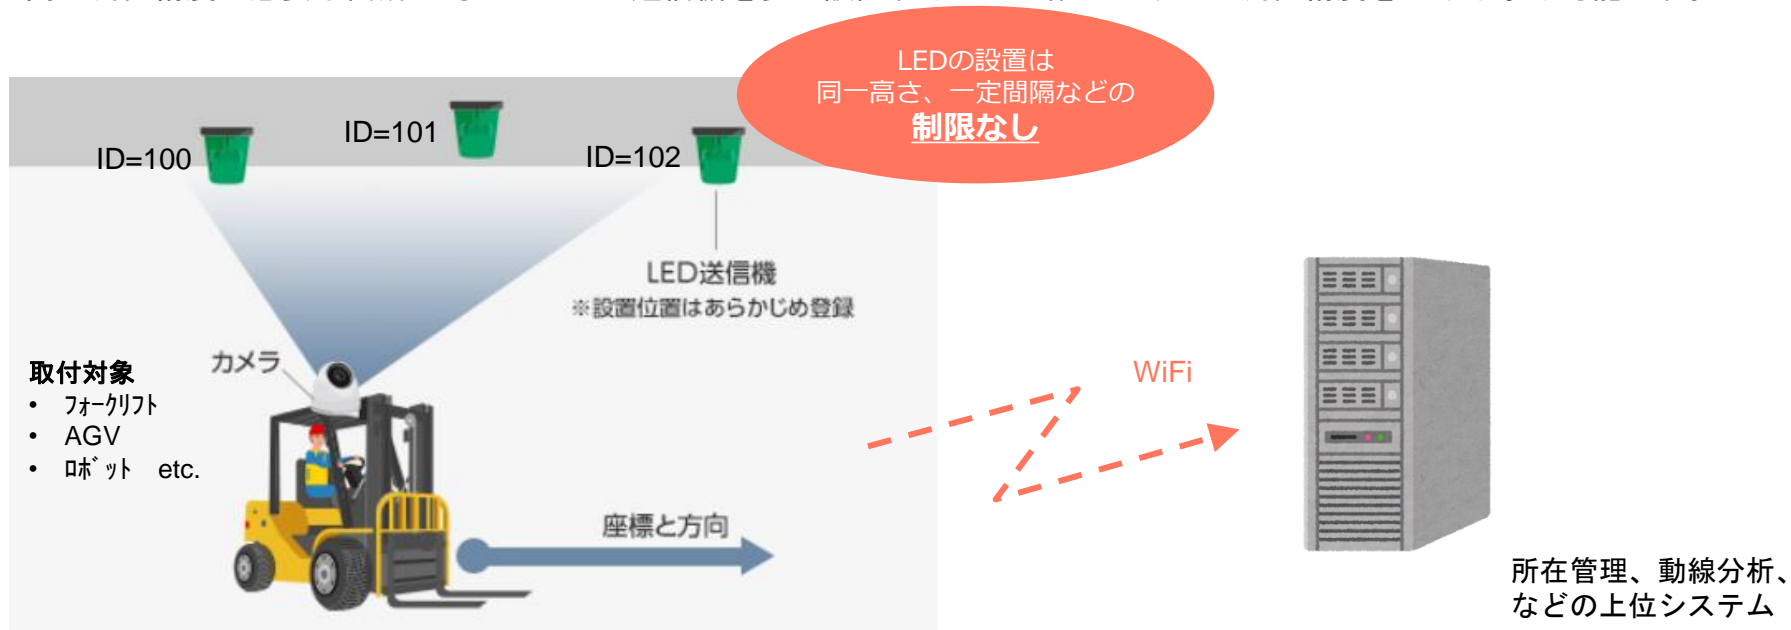 LEDの設置は
同一高さ、一定間隔などの
制限なし
ID=100
ID=101
ID=102
LED送信機
※設置位置はあらかじめ登録
カメラ
取付対象
• ﾌｫｰｸﾘﾌﾄ
• AGV
• ﾛﾎﾞｯﾄ etc.
座標と方向
WiFi
所在管理、動線分析、
などの上位システム